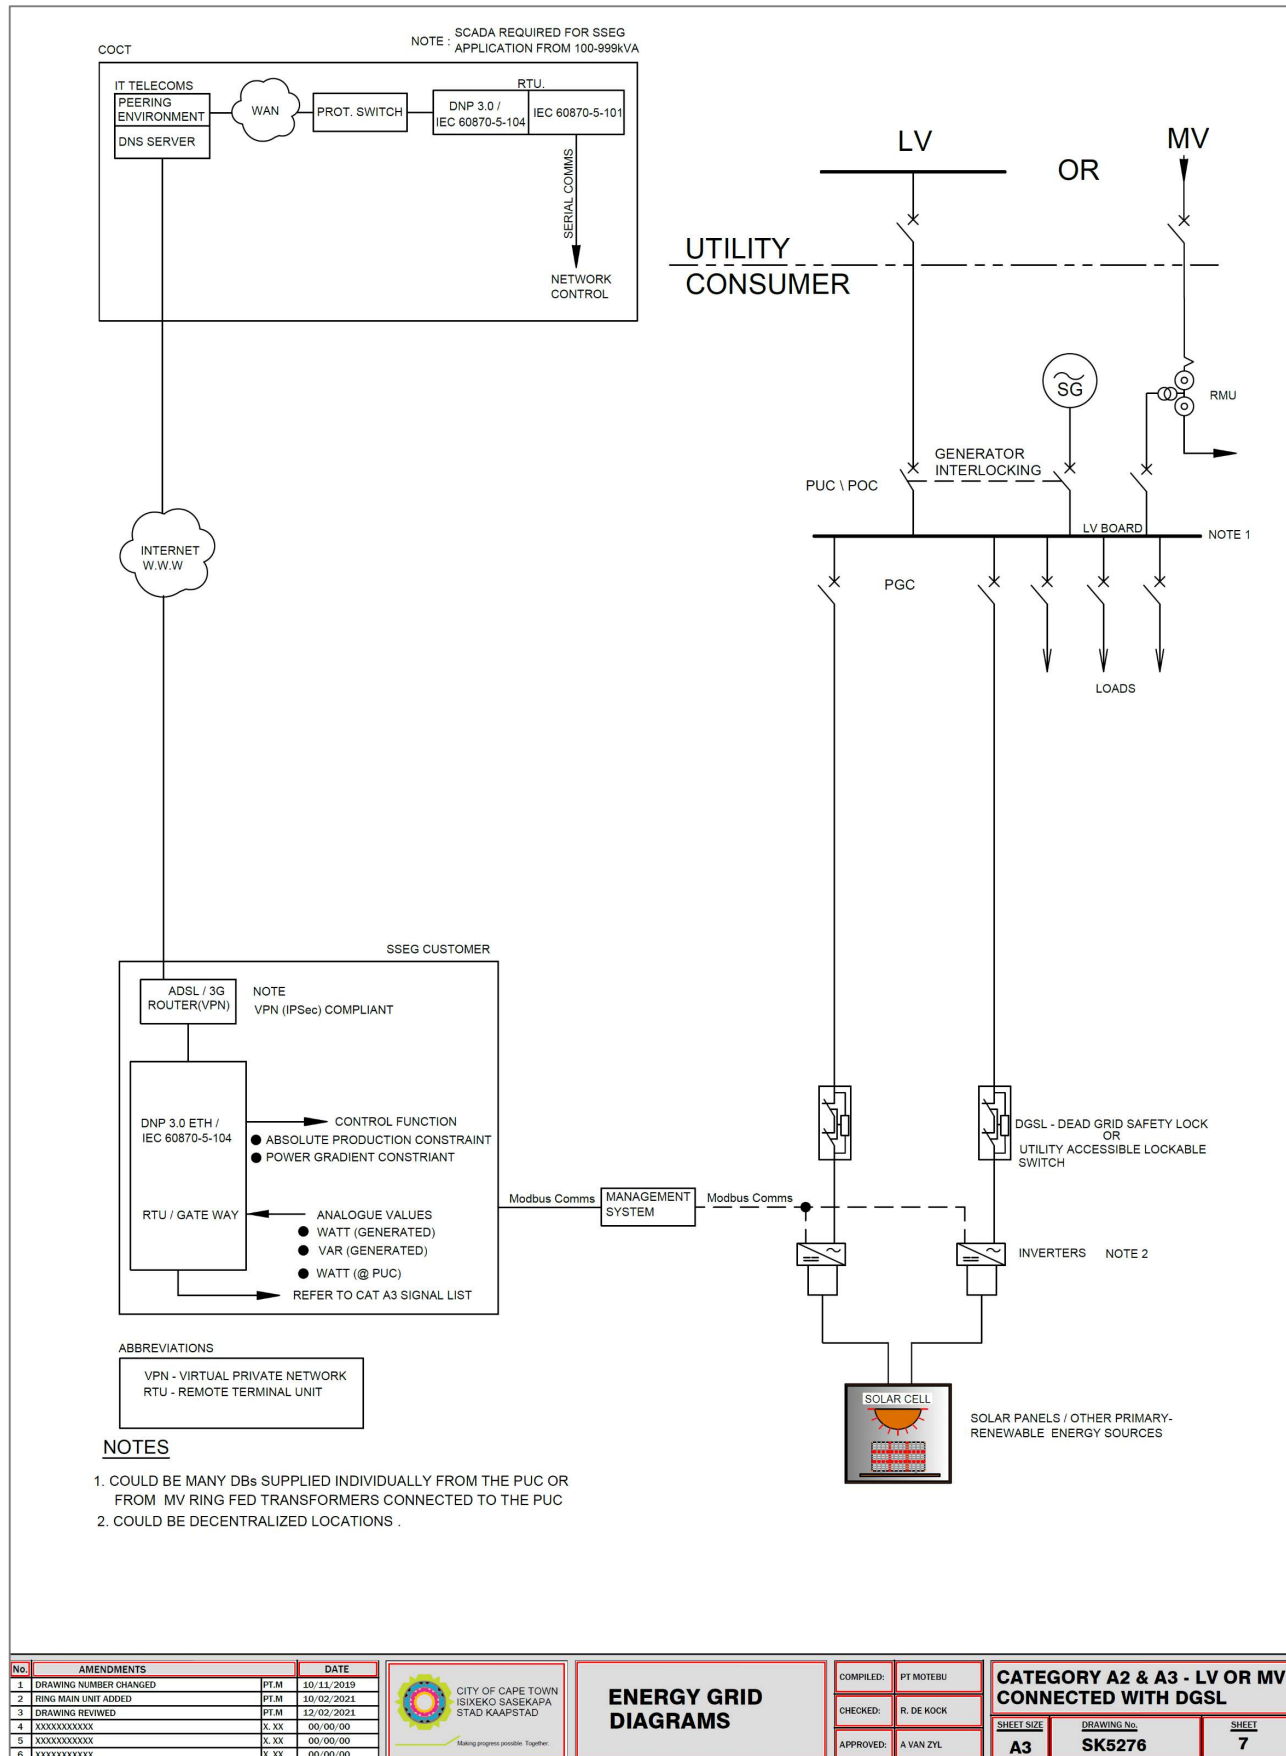 COCT
NOTE : SCADA REQUIRED FOR SSEG
APPLICATION FROM 100-999kVA
IT TELECOMS
PEERING
ENVIRONMENT
DNS SERVER
WAN
PROT. SWITCH
RTU.
DNP 3.0 /
IEC 60870-5-104
IEC 60870-5-101
SERIAL COMMS
NETWORK
CONTROL
LV
OR
MV
UTILITY
CONSUMER
SG
RMU
GENERATOR
INTERLOCKING
PUC \ POC
LV BOARD
NOTE 1
PGC
LOADS
INTERNET
W.W.W
SSEG CUSTOMER
ADSL / 3G
ROUTER(VPN)
NOTE
VPN (IPSec) COMPLIANT
DNP 3.0 ETH /
IEC 60870-5-104
CONTROL FUNCTION
ABSOLUTE PRODUCTION CONSTRAINT
POWER GRADIENT CONSTRIANT
RTU / GATE WAY
ANALOGUE VALUES
WATT (GENERATED)
VAR (GENERATED)
WATT (@ PUC)
REFER TO CAT A3 SIGNAL LIST
Modbus Comms
MANAGEMENT
SYSTEM
Modbus Comms
DGSL - DEAD GRID SAFETY LOCK
OR
UTILITY ACCESSIBLE LOCKABLE
SWITCH
INVERTERS NOTE 2
SOLAR CELL
SOLAR PANELS / OTHER PRIMARY-
RENEWABLE ENERGY SOURCES
ABBREVIATIONS
VPN - VIRTUAL PRIVATE NETWORK
RTU - REMOTE TERMINAL UNIT
NOTES
1. COULD BE MANY DBs SUPPLIED INDIVIDUALLY FROM THE PUC OR
FROM MV RING FED TRANSFORMERS CONNECTED TO THE PUC
2. COULD BE DECENTRALIZED LOCATIONS .
No. AMENDMENTS DATE
1 DRAWING NUMBER CHANGED PT.M 10/11/2019
2 RING MAIN UNIT ADDED PT.M 10/02/2021
3 DRAWING REVIWED PT.M 12/02/2021
4 XXXXXXXXXXX X. XX 00/00/00
5 XXXXXXXXXXX X. XX 00/00/00
6 XXXXXXXXXXX X. XX 00/00/00
CITY OF CAPE TOWN
ISIXEKO SASEKAPA
STAD KAAPSTAD
Making progress possible. Together.
ENERGY GRID
DIAGRAMS
COMPILED: PT MOTEBU
CHECKED: R. DE KOCK
APPROVED: A VAN ZYL
CATEGORY A2 & A3 - LV OR MV
CONNECTED WITH DGSL
SHEET SIZE
A3
DRAWING No.
SK5276
SHEET
7